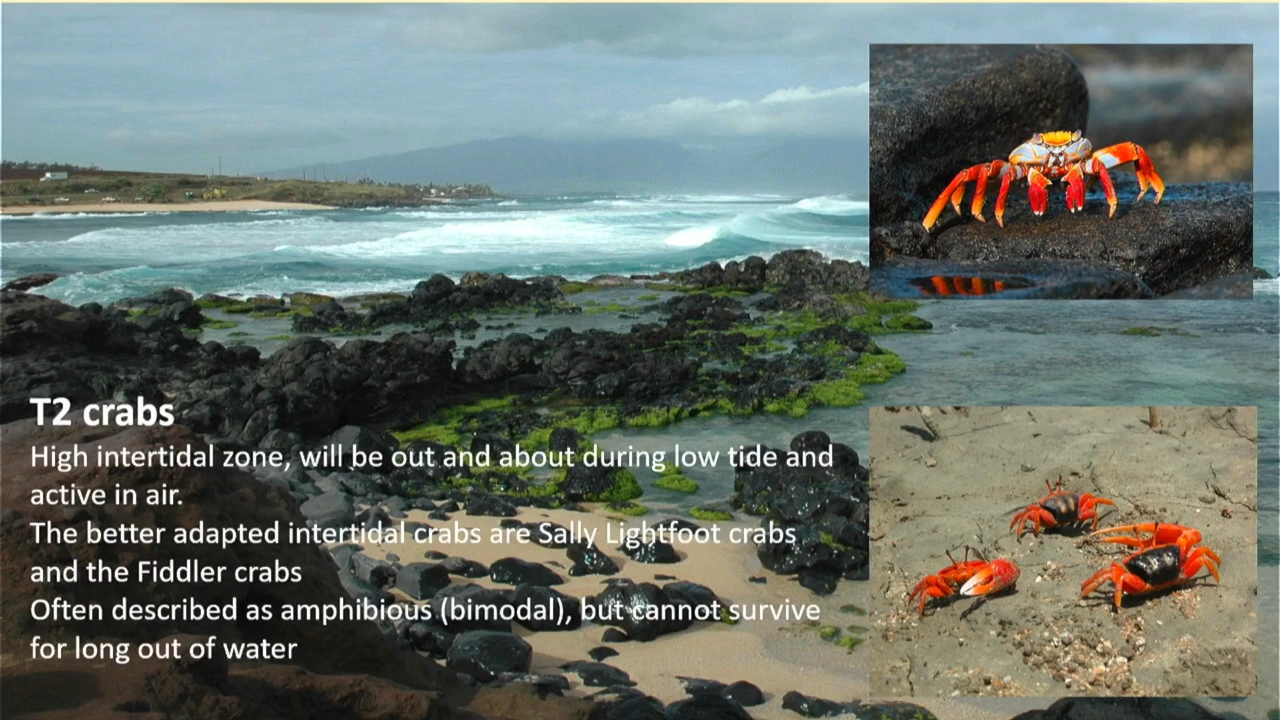 T2 crabs
High intertidal zone, will be out and about during low tide and
active in air.
The better adapted intertidal crabs are Sally Lightfoot crabs
and the Fiddler crabs
Often described as amphibious (bimodal), but cannot survive
for long out of water